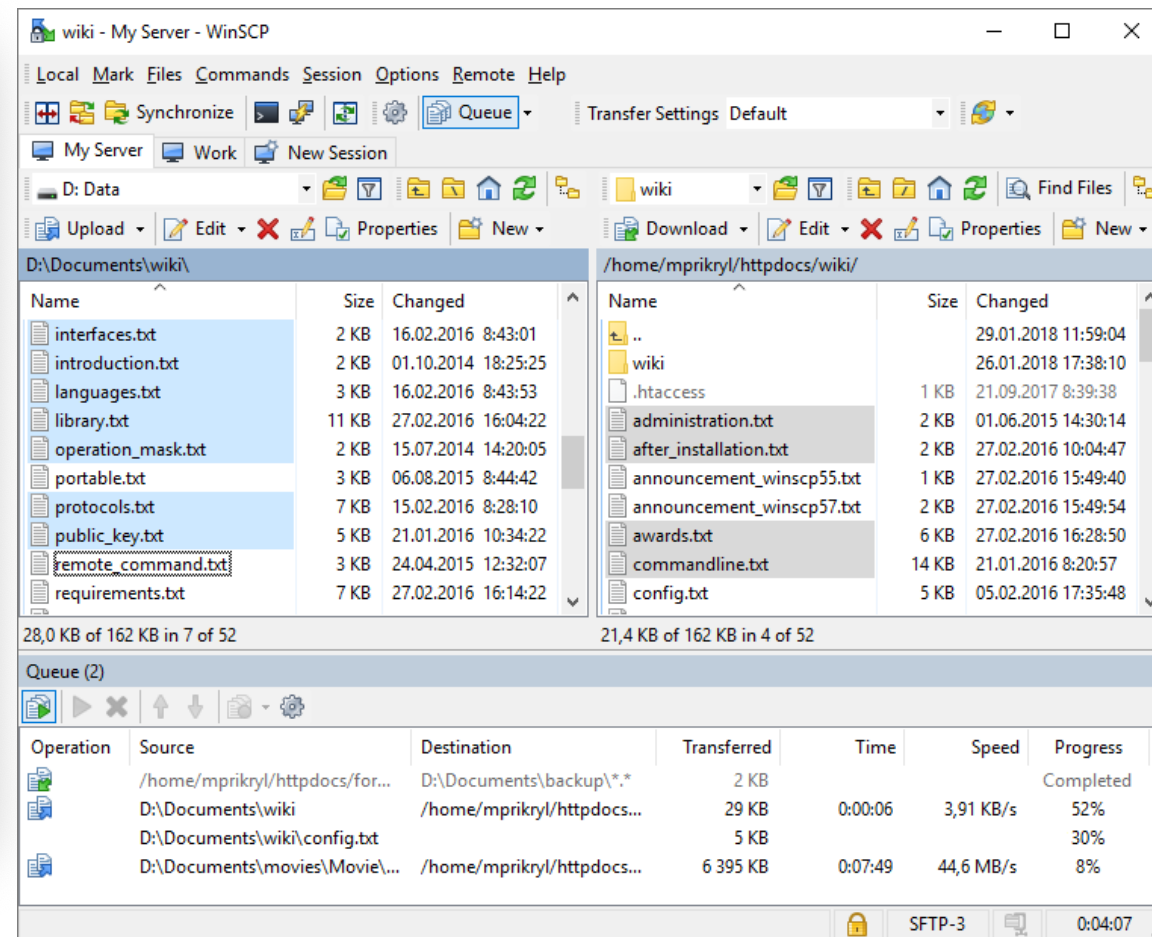 wiki - My Server - WinSCP
Local Mark Files Commands Session Options Remote Help
Synchronize Queue Transfer Settings Default
My Server Work New Session
D: Data wiki Find Files
Upload Edit Properties New Download Edit Properties New
D:\Documents\wiki\ /home/mprikryl/httpdocs/wiki/
Name Size Changed Name Size Changed
interfaces.txt 2 KB 16.02.2016 8:43:01 .. 29.01.2018 11:59:04
introduction.txt 2 KB 01.10.2014 18:25:25 wiki 26.01.2018 17:38:10
languages.txt 3 KB 16.02.2016 8:43:53 .htaccess 1 KB 21.09.2017 8:39:38
library.txt 11 KB 27.02.2016 16:04:22 administration.txt 2 KB 01.06.2015 14:30:14
operation_mask.txt 2 KB 15.07.2014 14:20:05 after_installation.txt 2 KB 27.02.2016 10:04:47
portable.txt 3 KB 06.08.2015 8:44:42 announcement_winscp55.txt 1 KB 27.02.2016 15:49:40
protocols.txt 7 KB 15.02.2016 8:28:10 announcement_winscp57.txt 2 KB 27.02.2016 15:49:54
public_key.txt 5 KB 21.01.2016 10:34:22 awards.txt 6 KB 27.02.2016 16:28:50
remote_command.txt 3 KB 24.04.2015 12:32:07 commandline.txt 14 KB 21.01.2016 8:20:57
requirements.txt 7 KB 27.02.2016 16:14:22 config.txt 5 KB 05.02.2016 17:35:48
28,0 KB of 162 KB in 7 of 52 21,4 KB of 162 KB in 4 of 52
Queue (2)
Operation Source Destination Transferred Time Speed Progress
/home/mprikryl/httpdocs/for... D:\Documents\backup\*.* 2 KB Completed
D:\Documents\wiki /home/mprikryl/httpdocs... 29 KB 0:00:06 3,91 KB/s 52%
D:\Documents\wiki\config.txt 5 KB 30%
D:\Documents\movies\Movie\... /home/mprikryl/httpdocs... 6 395 KB 0:07:49 44,6 MB/s 8%
SFTP-3 0:04:07